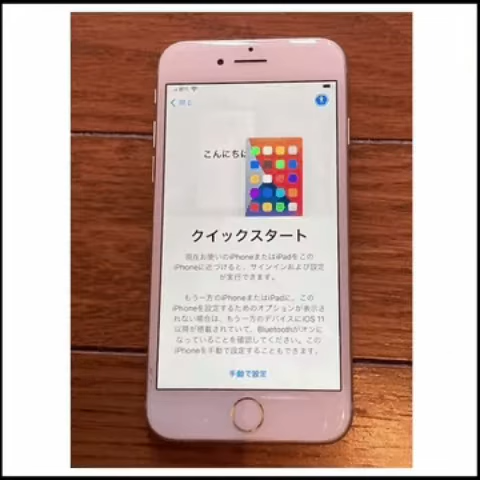 戻る
こんにちは
クイックスタート
現在お使いのiPhoneまたはiPadをこの
iPhoneに近づけると、サインインおよび設定
が実行できます。
もう一方のiPhoneまたはiPadに、この
iPhoneを設定するためのオプションが表示
されない場合は、もう一方のデバイスにiOS 11
以降が搭載されていて、Bluetoothがオンに
なっていることを確認してください。この
iPhoneを手動で設定することもできます。
手動で設定